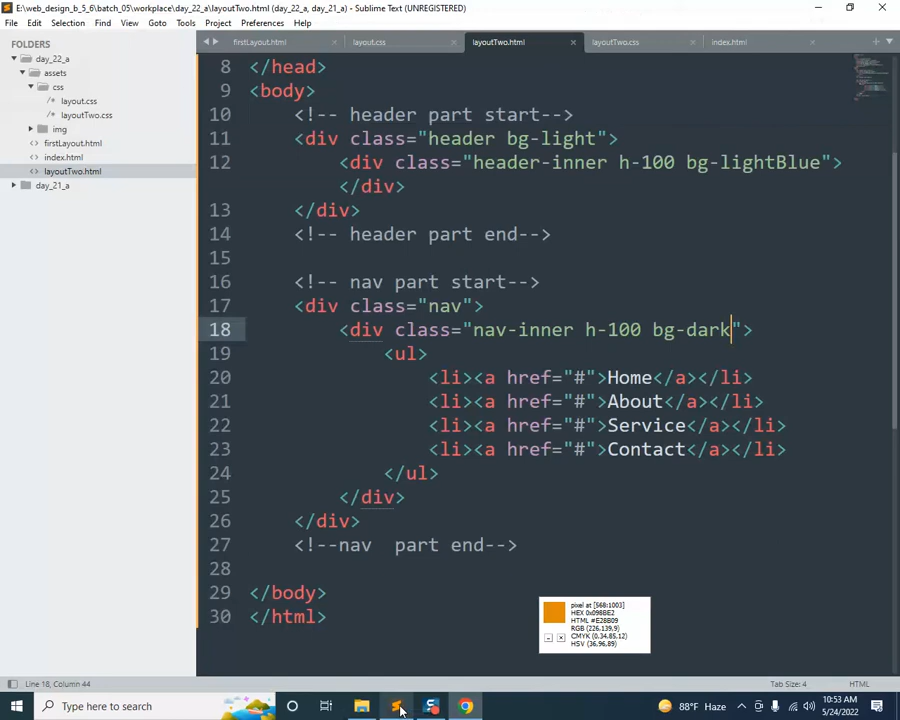 E:\web_design_b_5_6\batch_05\workplace\day_22_a\layoutTwo.html (day_22_a, day_21_a) - Sublime Text (UNREGISTERED)
File Edit Selection Find View Goto Tools Project Preferences Help
FOLDERS
day_22_a
assets
css
layout.css
layoutTwo.css
img
firstLayout.html
index.html
layoutTwo.html
day_21_a
firstLayout.html layout.css layoutTwo.html layoutTwo.css index.html
8 </head>
9 <body>
10 <!-- header part start-->
11 <div class="header bg-light">
12 <div class="header-inner h-100 bg-lightBlue">
</div>
13 </div>
14 <!-- header part end-->
15
16 <!-- nav part start-->
17 <div class="nav">
18 <div class="nav-inner h-100 bg-dark">
19 <ul>
20 <li><a href="#">Home</a></li>
21 <li><a href="#">About</a></li>
22 <li><a href="#">Service</a></li>
23 <li><a href="#">Contact</a></li>
24 </ul>
25 </div>
26 </div>
27 <!--nav  part end-->
28
29 </body>
30 </html>
pixel at [568:1003]
HEX 0x098BE2
HTML #E28B09
RGB (226,139,9)
CMYK (0,34,85,12)
HSV (36,96,89)
Line 18, Column 44
Tab Size: 4
HTML
Type here to search
88°F Haze
10:53 AM
5/24/2022